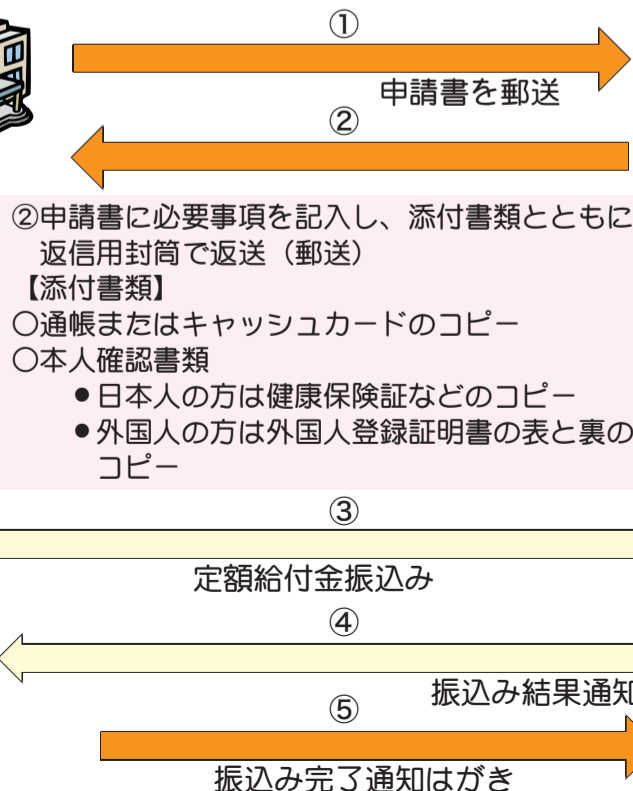 ①
申請書を郵送
②
②申請書に必要事項を記入し、添付書類とともに
返信用封筒で返送（郵送）
【添付書類】
○通帳またはキャッシュカードのコピー
○本人確認書類
●日本人の方は健康保険証などのコピー
●外国人の方は外国人登録証明書の表と裏の
コピー
③
定額給付金振込み
④
振込み結果通知
⑤
振込み完了通知はがき